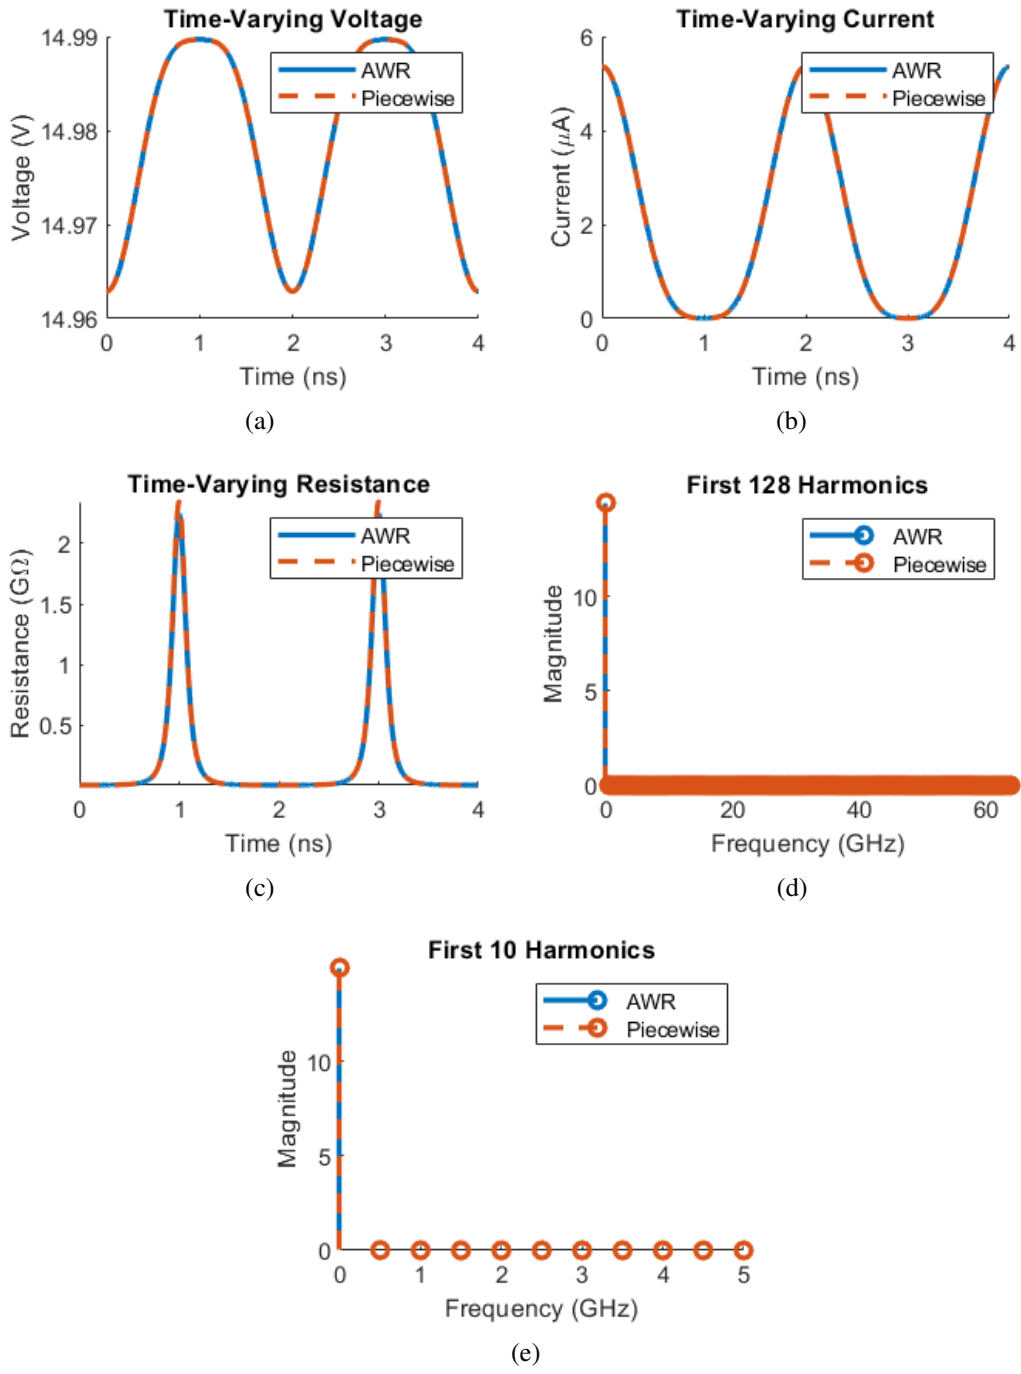 Time-Varying Voltage
14.99
14.98
14.97
14.96
Voltage (V)
0 1 2 3 4
Time (ns)
AWR
Piecewise
(a)
Time-Varying Current
6
4
2
0
Current (μA)
0 1 2 3 4
Time (ns)
AWR
Piecewise
(b)
Time-Varying Resistance
2
1.5
1
0.5
Resistance (GΩ)
0 1 2 3 4
Time (ns)
AWR
Piecewise
(c)
First 128 Harmonics
10
5
0
Magnitude
0 20 40 60
Frequency (GHz)
AWR
Piecewise
(d)
First 10 Harmonics
10
5
0
Magnitude
0 1 2 3 4 5
Frequency (GHz)
AWR
Piecewise
(e)